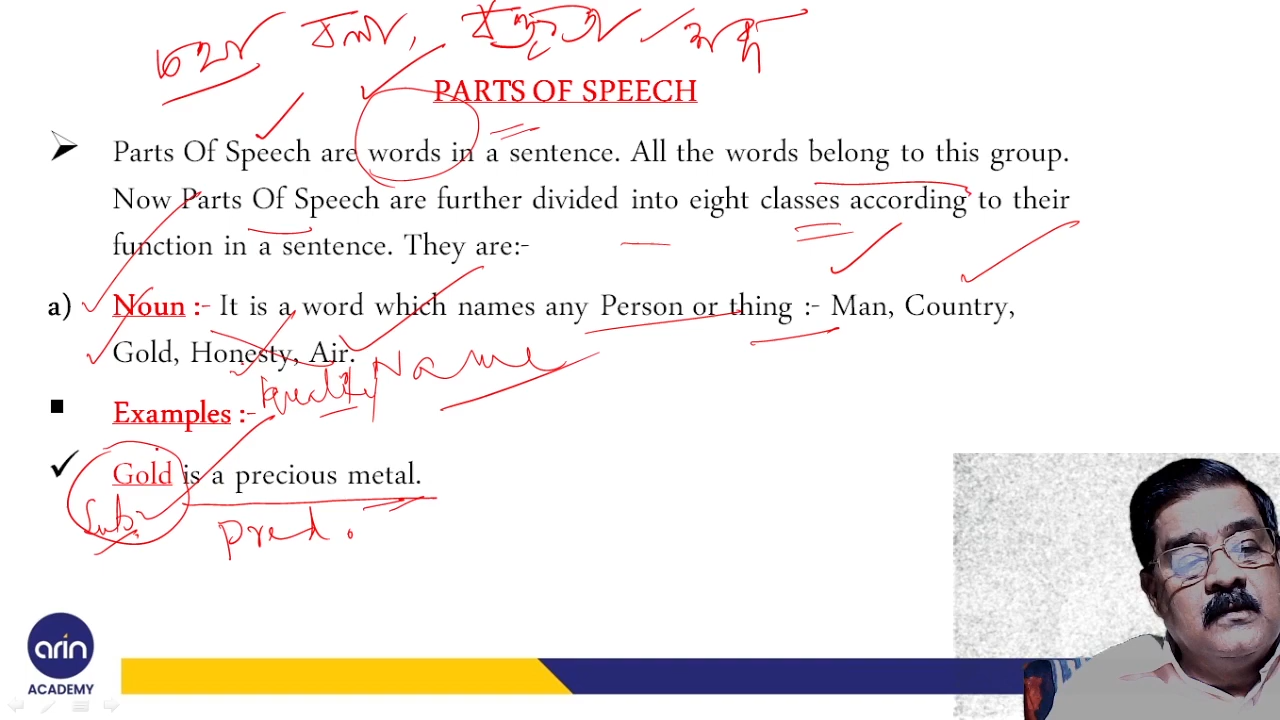 PARTS OF SPEECH
➤ Parts Of Speech are words in a sentence. All the words belong to this group.
Now Parts Of Speech are further divided into eight classes according to their
function in a sentence. They are:-
a) Noun :- It is a word which names any Person or thing :- Man, Country,
Gold, Honesty, Air.
Quality Name
■ Examples :-
✓ Gold is a precious metal.
Sub. Pred.
arin
ACADEMY